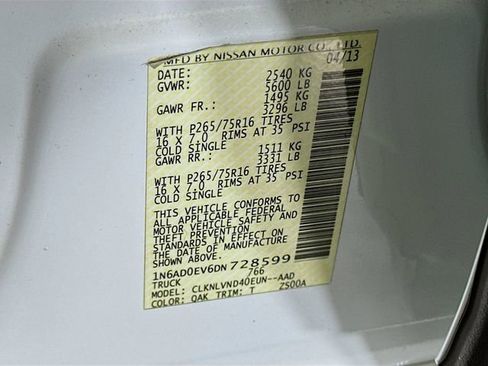 MFD BY NISSAN MOTOR CO., LTD.
DATE: 04/13
GVWR: 2540 KG
5600 LB
GAWR FR.: 1495 KG
3296 LB
WITH P265/75R16 TIRES
16 X 7.0 RIMS AT 35 PSI
COLD SINGLE
GAWR RR.: 1511 KG
3331 LB
WITH P265/75R16 TIRES
16 X 7.0 RIMS AT 35 PSI
COLD SINGLE
THIS VEHICLE CONFORMS TO
ALL APPLICABLE FEDERAL
MOTOR VEHICLE SAFETY AND
THEFT PREVENTION
STANDARDS IN EFFECT ON
THE DATE OF MANUFACTURE
SHOWN ABOVE.
1N6AD0EV6DN 728599
TRUCK 766
MODEL: CLKNLVND40EUN--AAD
COLOR: QAK TRIM: T ZS00A